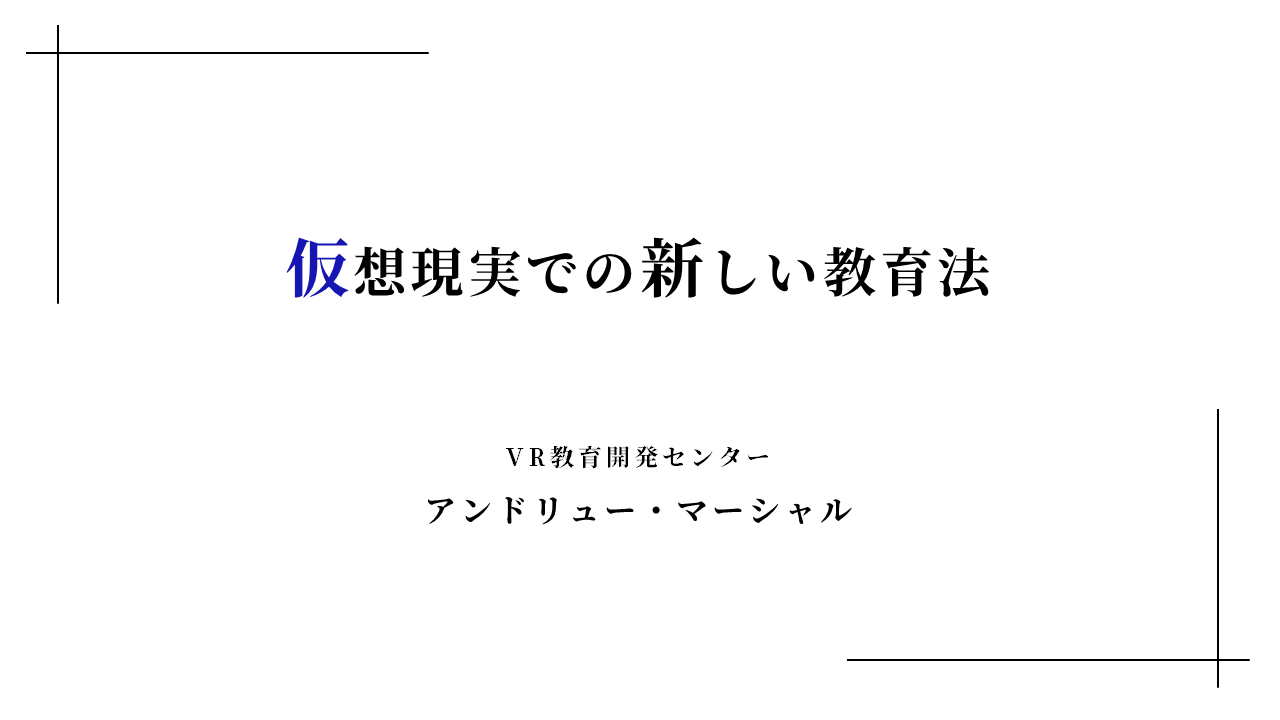 仮想現実での新しい教育法
VR教育開発センター
アンドリュー・マーシャル